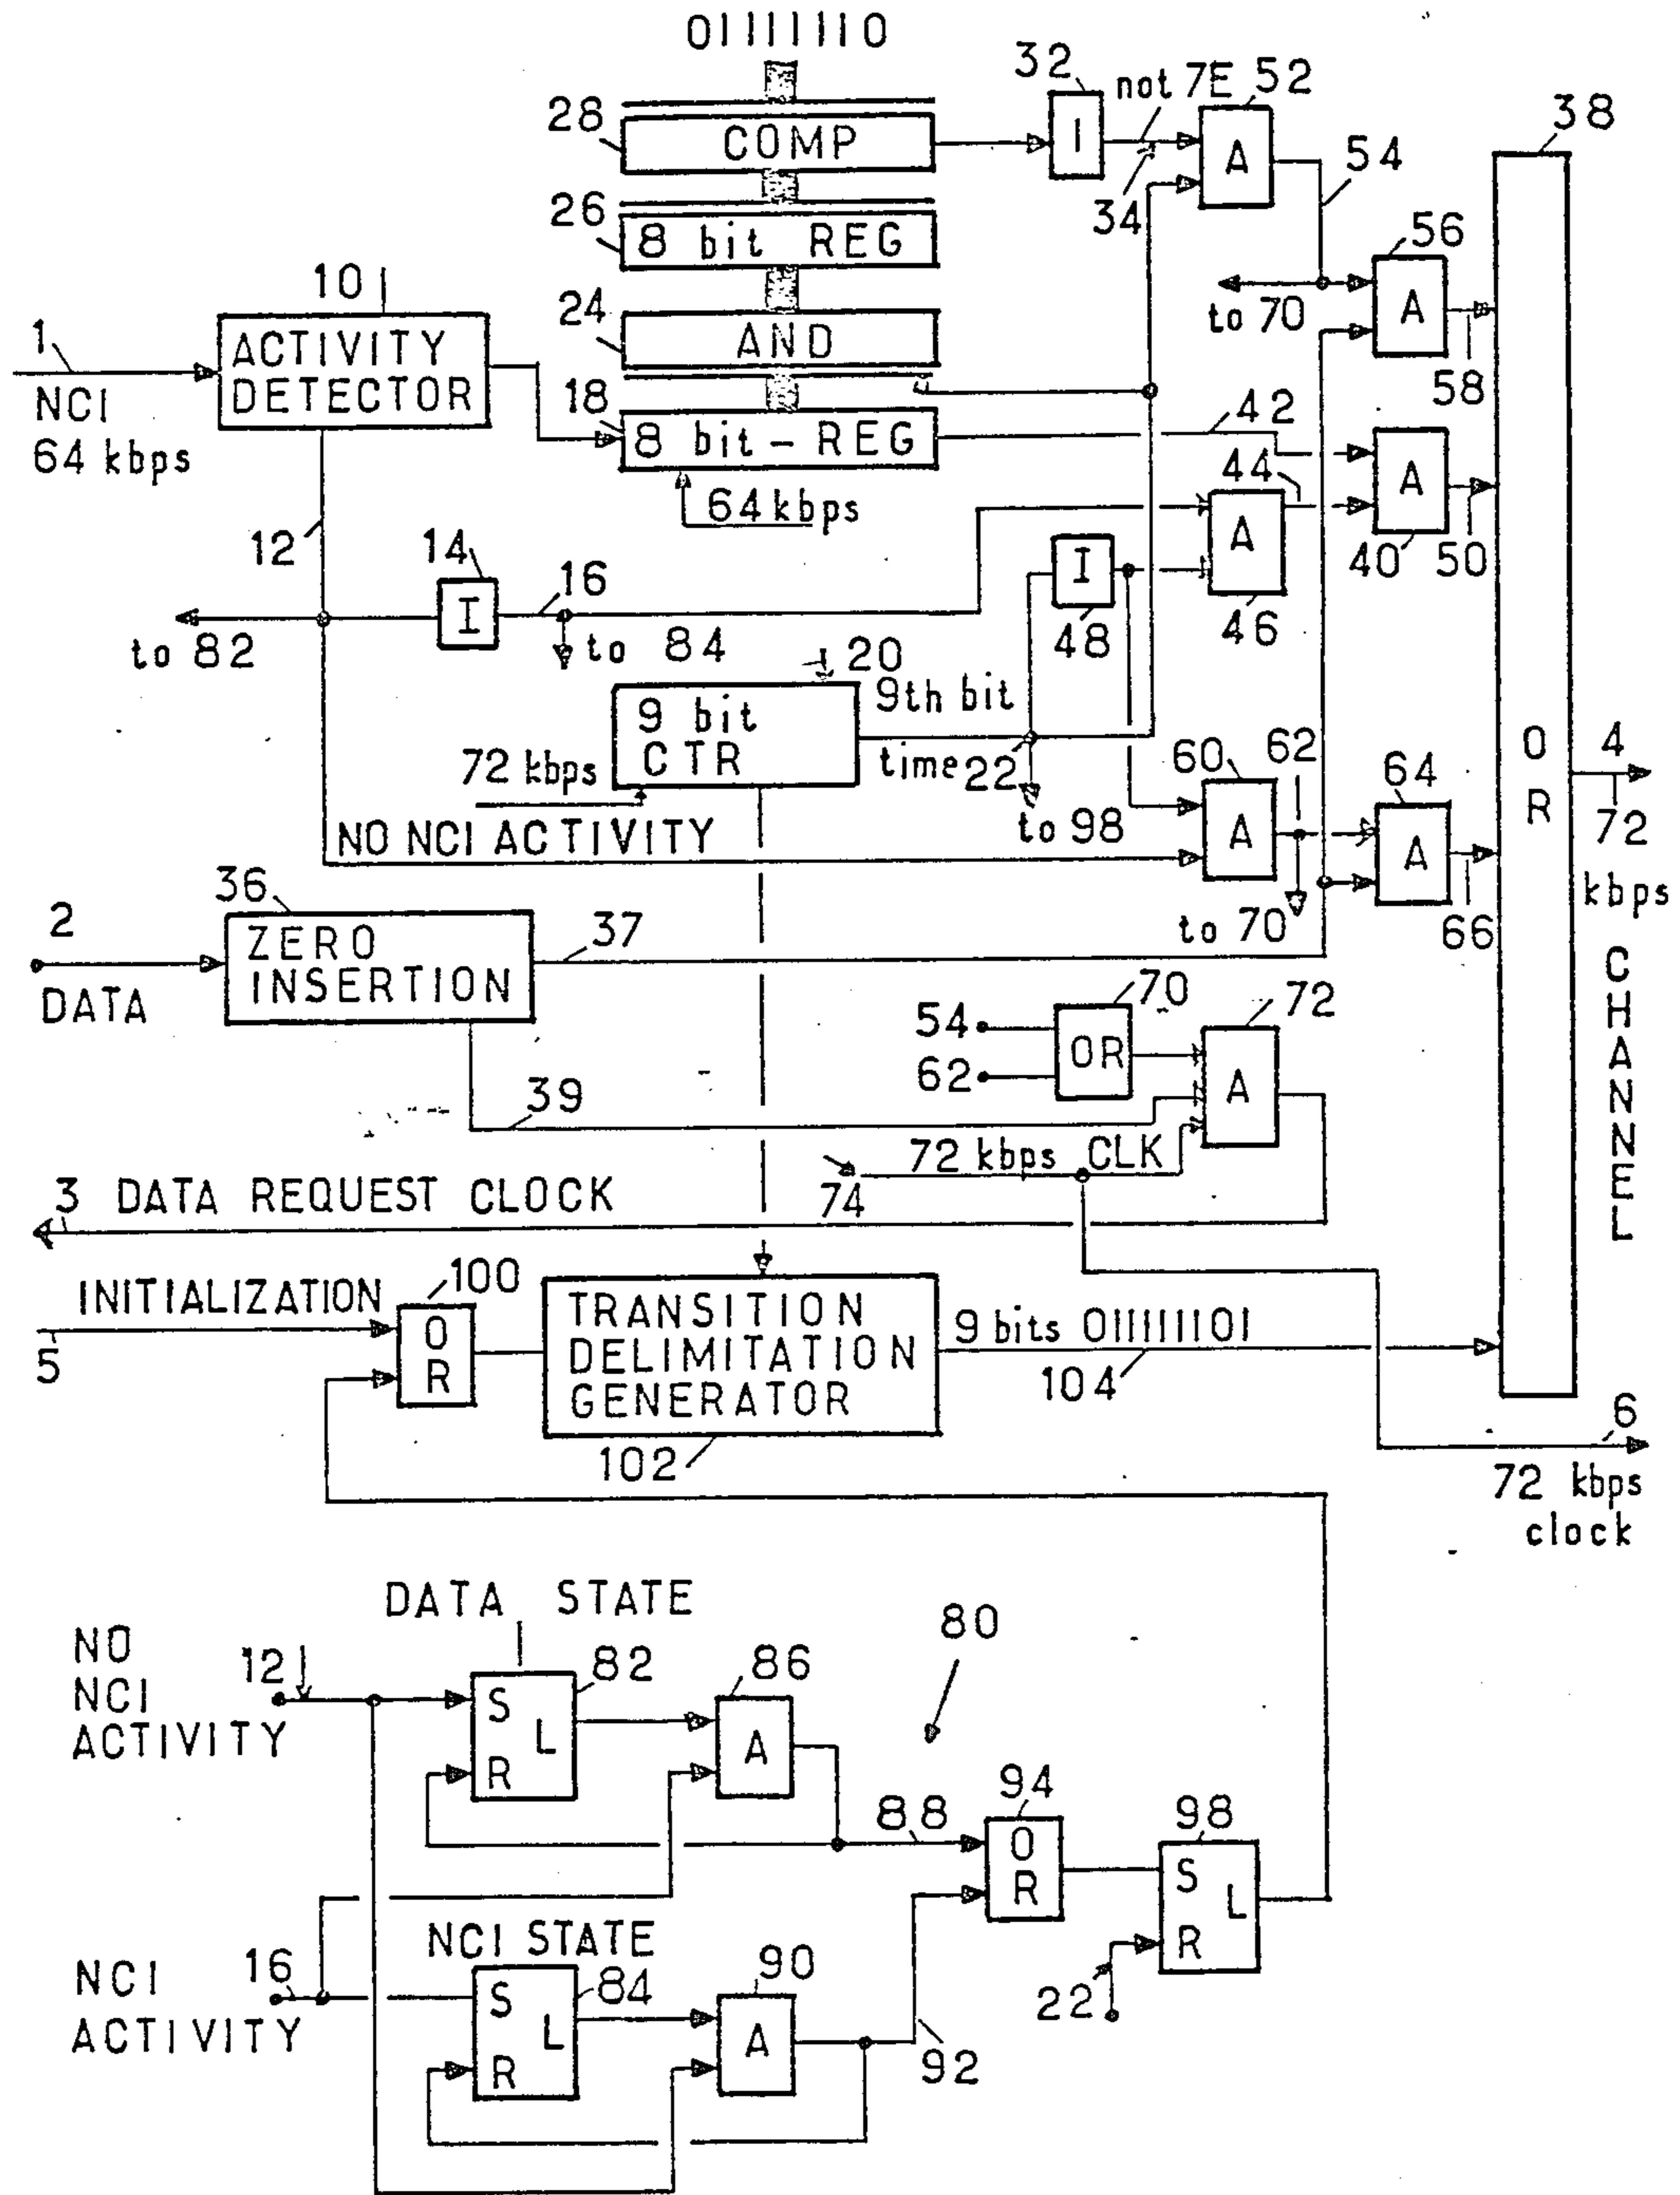 01111110
32
not 7E
52
28
COMP
I
A
38
34
54
26
8 bit REG
56
10
24
AND
to 70
A
1
ACTIVITY
DETECTOR
58
NCI
64 kbps
18
8 bit-REG
42
44
A
64 kbps
A
12
14
16
I
48
46
40
50
I
to 82
to 84
20
9th bit
9 bit
CTR
time 22
72 kbps
60
62
64
O
R
4
72
kbps
CHANNEL
to 98
NO NCI ACTIVITY
A
A
2
36
ZERO
INSERTION
37
to 70
66
DATA
70
72
54
OR
62
A
39
72 kbps CLK
74
3 DATA REQUEST CLOCK
100
INITIALIZATION
5
O
R
TRANSITION
DELIMITATION
GENERATOR
9 bits 011111101
104
102
6
72 kbps
clock
DATA STATE
80
NO
NCI
ACTIVITY
12
S
L
R
82
86
A
94
88
O
R
98
S
L
R
NCI STATE
NCI
ACTIVITY
16
S
L
R
84
90
A
92
22